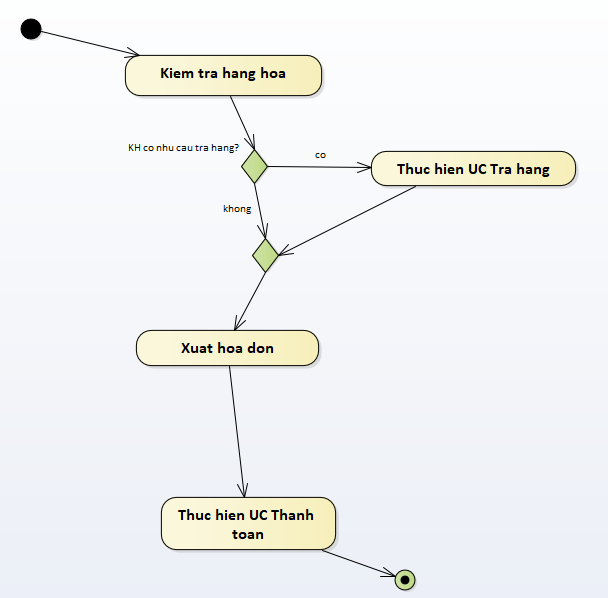 Kiem tra hang hoa
KH co nhu cau tra hang?
co
Thuc hien UC Tra hang
khong
Xuat hoa don
Thuc hien UC Thanh
toan